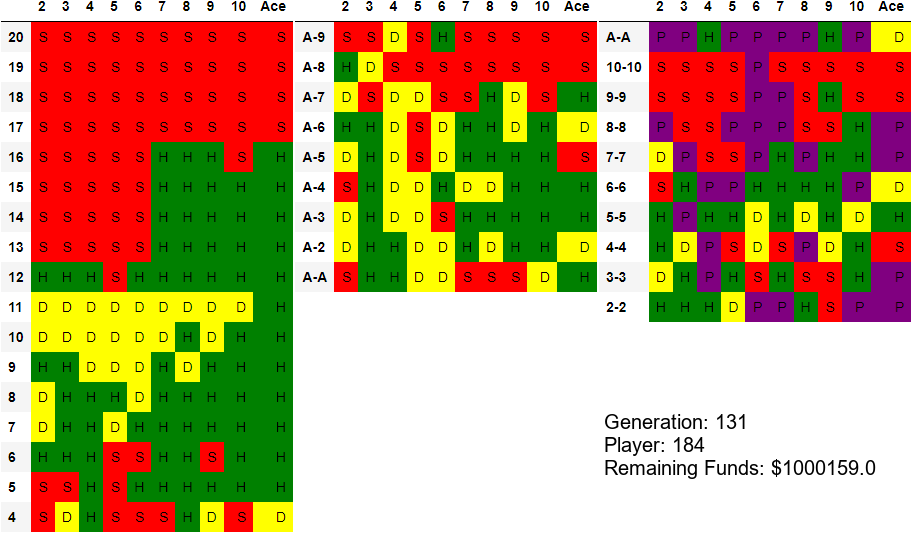 2 3 4 5 6 7 8 9 10 Ace
20 S S S S S S S S S S
19 S S S S S S S S S S
18 S S S S S S S S S S
17 S S S S S S S S S S
16 S S S S S H H H S H
15 S S S S S H H H H H
14 S S S S S H H H H H
13 S S S S S H H H H H
12 H H H S H H H H H H
11 D D D D D D D D D H
10 D D D D D D H D H H
9 H H D D D H D H H H
8 D H H H D H H H H H
7 D H H D H H H H H H
6 H H H S S H H S H H
5 S S H S H H H H H H
4 S D H S S S H D S D
2 3 4 5 6 7 8 9 10 Ace
A-9 S S D S H S S S S S
A-8 H D S S S S S S S S
A-7 D S D D S S H D S H
A-6 H H D S D H H D H D
A-5 D H D S D H H H H S
A-4 S H D D H D D H H H
A-3 D H D D S H H H H H
A-2 D H H D D H D H H D
A-A S H H D D S S S D H
2 3 4 5 6 7 8 9 10 Ace
A-A P P H P P P P H P D
10-10 S S S S P S S S S S
9-9 S S S S P P S H S S
8-8 P S S P P P S S H P
7-7 D P S S P H P H H P
6-6 S H P P H H H H P D
5-5 H P H H D H D H D H
4-4 H D P S D S P D H S
3-3 D H P H S H S S H P
2-2 H H H D P P H S P P
Generation: 131
Player: 184
Remaining Funds: $1000159.0